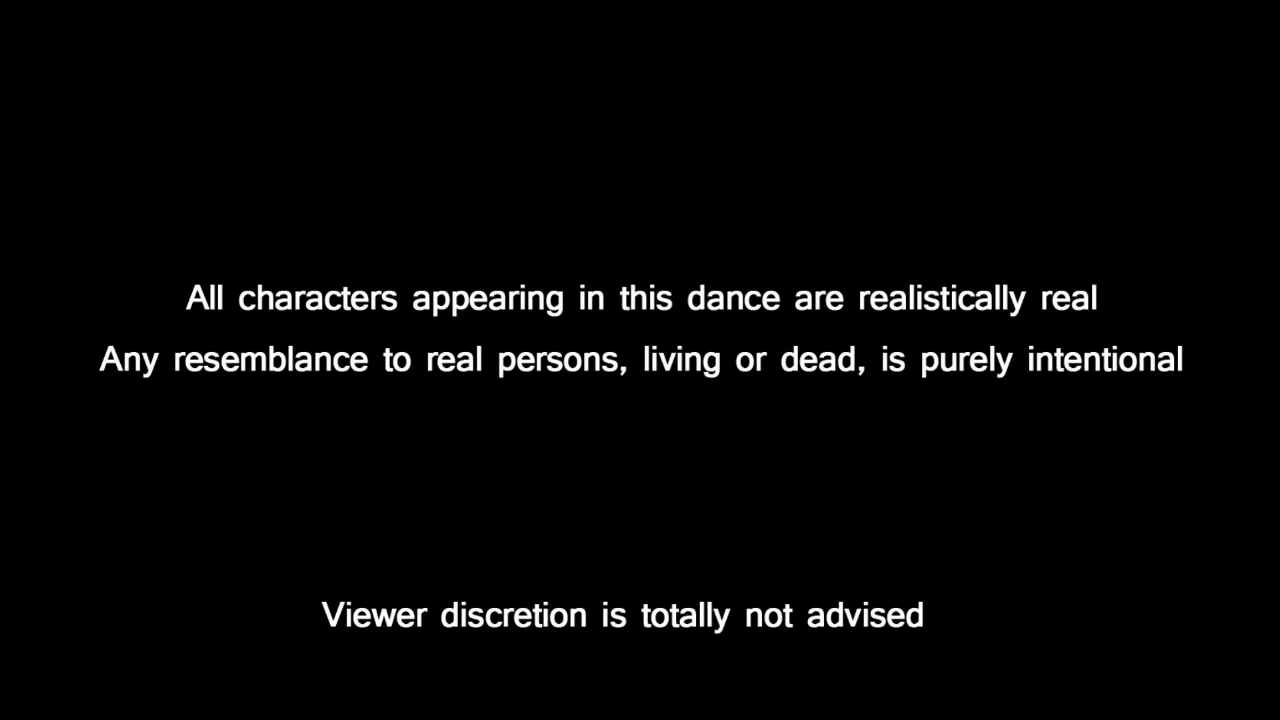 All characters appearing in this dance are realistically real
Any resemblance to real persons, living or dead, is purely intentional
Viewer discretion is totally not advised